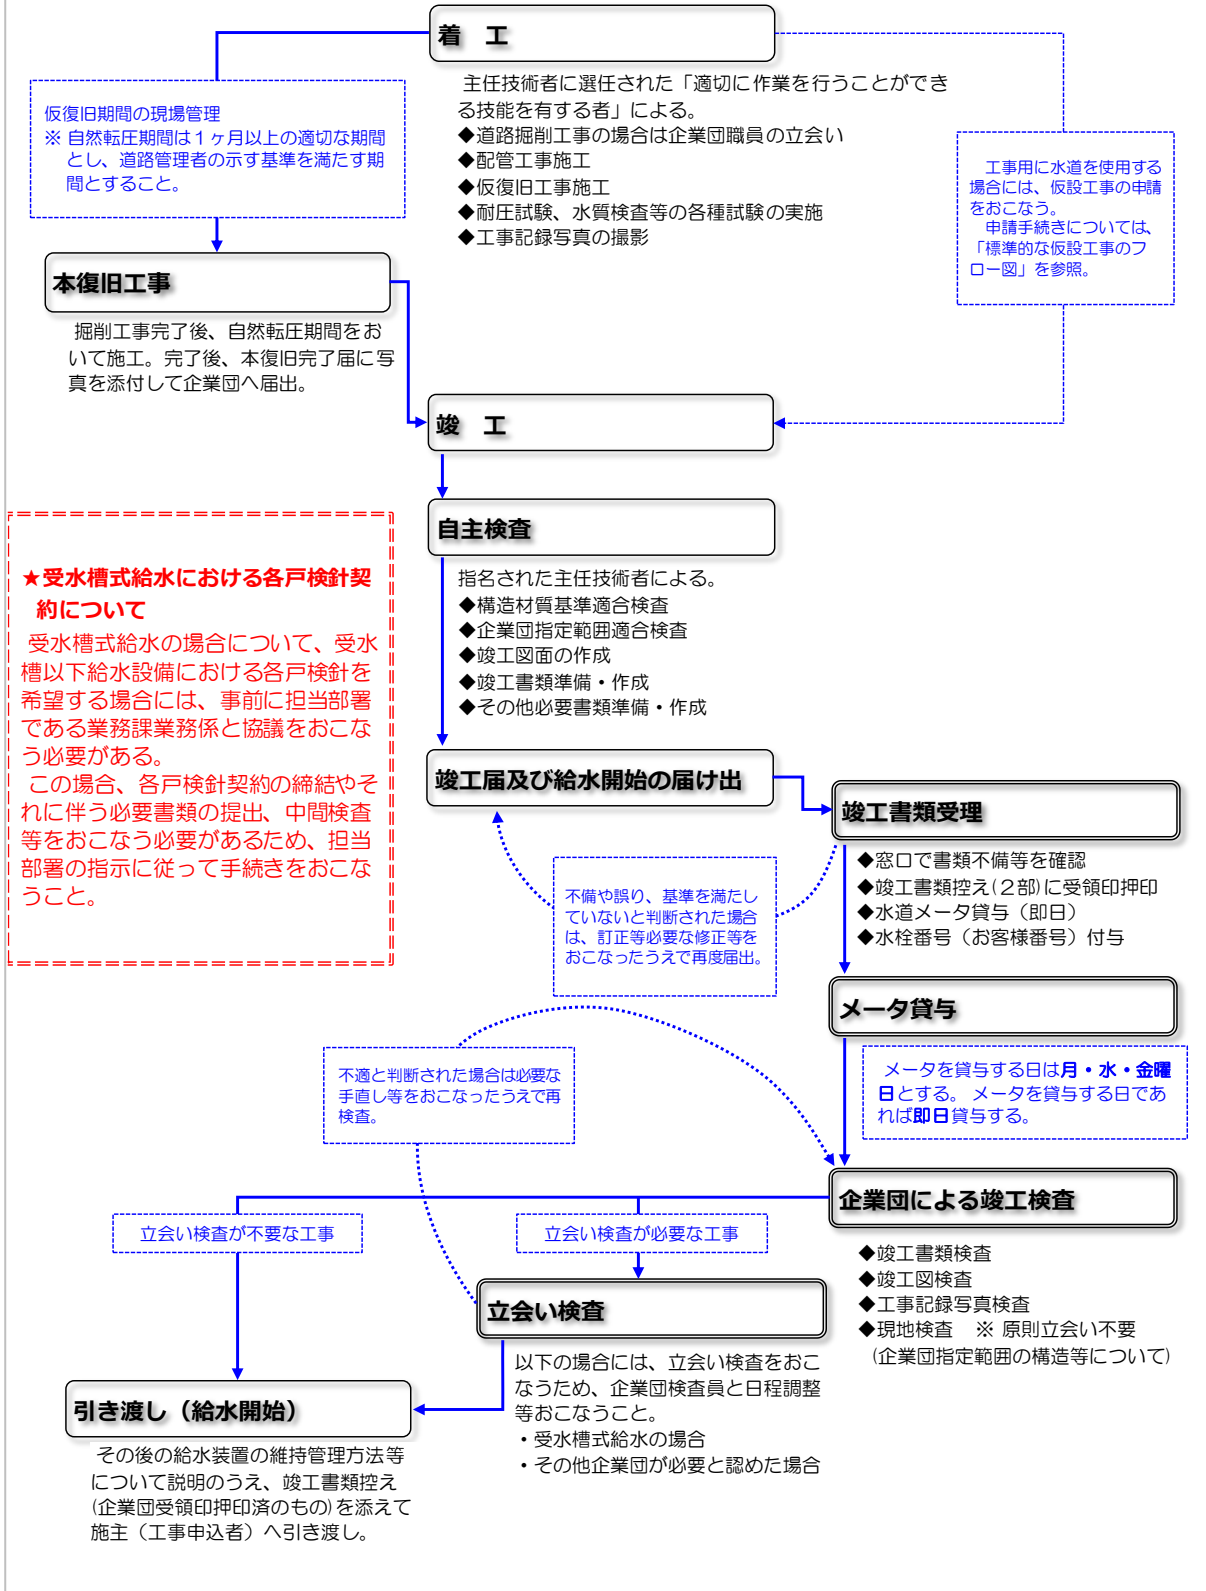 着　工
主任技術者に選任された「適切に作業を行うことができ
る技能を有する者」による。
◆道路掘削工事の場合は企業団職員の立会い
◆配管工事施工
◆仮復旧工事施工
◆耐圧試験、水質検査等の各種試験の実施
◆工事記録写真の撮影
仮復旧期間の現場管理
※ 自然転圧期間は１ヶ月以上の適切な期間
とし、道路管理者の示す基準を満たす期
間とすること。
工事用に水道を使用する
場合には、仮設工事の申請
をおこなう。
申請手続きについては、
「標準的な仮設工事のフ
ロー図」を参照。
本復旧工事
掘削工事完了後、自然転圧期間をお
いて施工。完了後、本復旧完了届に写
真を添付して企業団へ届出。
竣　工
自主検査
指名された主任技術者による。
◆構造材質基準適合検査
◆企業団指定範囲適合検査
◆竣工図面の作成
◆竣工書類準備・作成
◆その他必要書類準備・作成
★受水槽式給水における各戸検針契
約について
受水槽式給水の場合について、受水
槽以下給水設備における各戸検針を
希望する場合には、事前に担当部署
である業務課業務係と協議をおこな
う必要がある。
この場合、各戸検針契約の締結やそ
れに伴う必要書類の提出、中間検査
等をおこなう必要があるため、担当
部署の指示に従って手続きをおこな
うこと。
竣工届及び給水開始の届け出
竣工書類受理
◆窓口で書類不備等を確認
◆竣工書類控え(２部)に受領印押印
◆水道メータ貸与（即日）
◆水栓番号（お客様番号）付与
不備や誤り、基準を満たし
ていないと判断された場合
は、訂正等必要な修正等を
おこなったうえで再度届出。
メータ貸与
メータを貸与する日は月・水・金曜
日とする。 メータを貸与する日であ
れば即日貸与する。
不適と判断された場合は必要な
手直し等をおこなったうえで再
検査。
企業団による竣工検査
◆竣工書類検査
◆竣工図検査
◆工事記録写真検査
◆現地検査　※ 原則立会い不要
(企業団指定範囲の構造等について)
立会い検査が不要な工事
立会い検査が必要な工事
立会い検査
以下の場合には、立会い検査をおこ
なうため、企業団検査員と日程調整
等おこなうこと。
・受水槽式給水の場合
・その他企業団が必要と認めた場合
引き渡し（給水開始）
その後の給水装置の維持管理方法等
について説明のうえ、竣工書類控え
(企業団受領印押印済のもの)を添えて
施主（工事申込者）へ引き渡し。